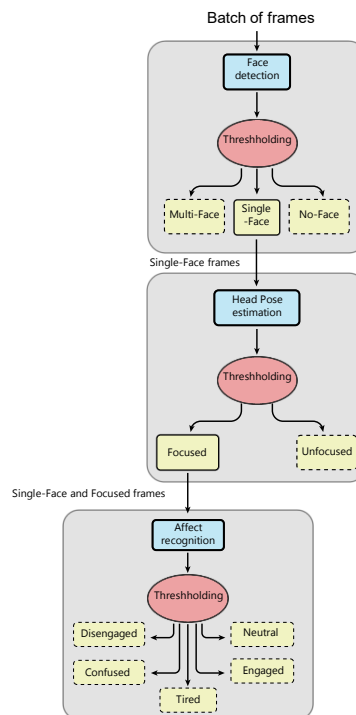 Batch of frames
Face
detection
Threshholding
Multi-Face
Single
-Face
No-Face
Single-Face frames
Head Pose
estimation
Threshholding
Focused
Unfocused
Single-Face and Focused frames
Affect
recognition
Threshholding
Disengaged
Neutral
Confused
Engaged
Tired